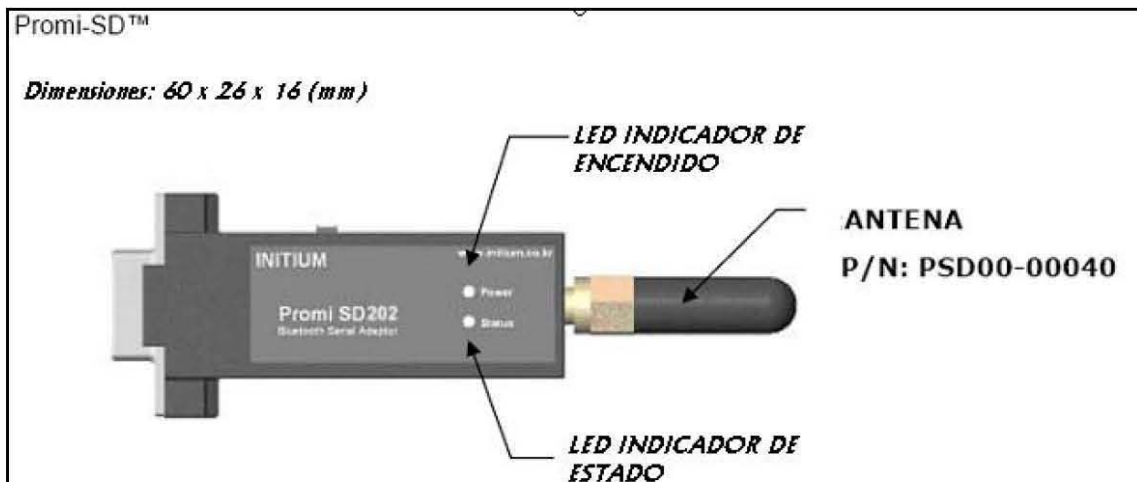 Promi-SD™
Dimensiones: 60 x 26 x 16 (mm)
LED INDICADOR DE
ENCENDIDO
ANTENA
P/N: PSD00-00040
INITIUM
Power
Promi SD202
Bluetooth Serial Adaptor
Status
LED INDICADOR DE
ESTADO